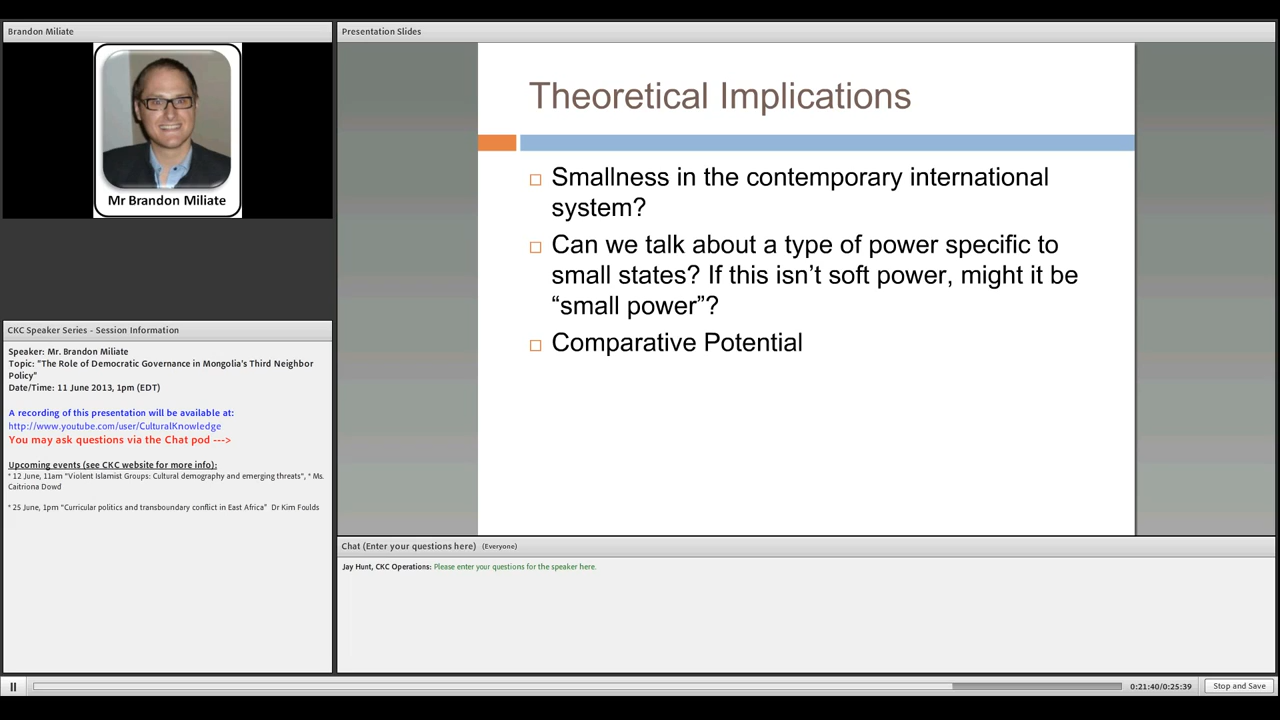 Brandon Miliate
Mr Brandon Miliate
CKC Speaker Series - Session Information
Speaker: Mr. Brandon Miliate
Topic: "The Role of Democratic Governance in Mongolia's Third Neighbor
Policy"
Date/Time: 11 June 2013, 1pm (EDT)
A recording of this presentation will be available at:
http://www.youtube.com/user/CulturalKnowledge
You may ask questions via the Chat pod --->
Upcoming events (see CKC website for more info):
* 12 June, 11am "Violent Islamist Groups: Cultural demography and emerging threats", * Ms.
Caitriona Dowd
* 25 June, 1pm "Curricular politics and transboundary conflict in East Africa"  Dr Kim Foulds
Presentation Slides
Theoretical Implications
Smallness in the contemporary international
system?
Can we talk about a type of power specific to
small states? If this isn’t soft power, might it be
“small power”?
Comparative Potential
Chat (Enter your questions here) (Everyone)
Jay Hunt, CKC Operations: Please enter your questions for the speaker here.
0:21:40/0:25:39
Stop and Save